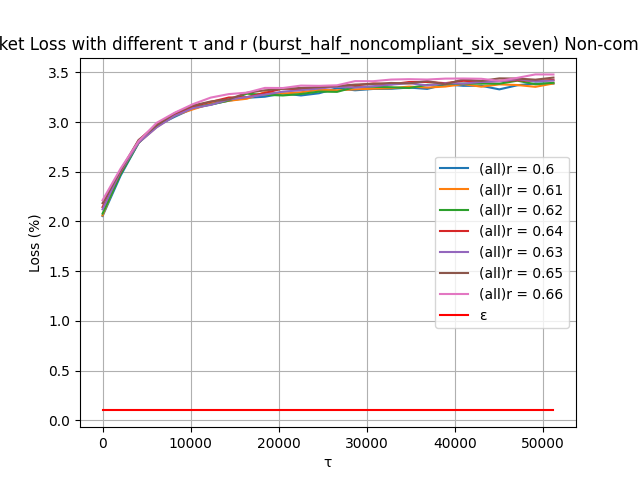 ket Loss with different τ and r (burst_half_noncompliant_six_seven) Non-com
Loss (%)
3.5
3.0
2.5
2.0
1.5
1.0
0.5
0.0
(all)r = 0.6
(all)r = 0.61
(all)r = 0.62
(all)r = 0.64
(all)r = 0.63
(all)r = 0.65
(all)r = 0.66
ε
0 10000 20000 30000 40000 50000
τ